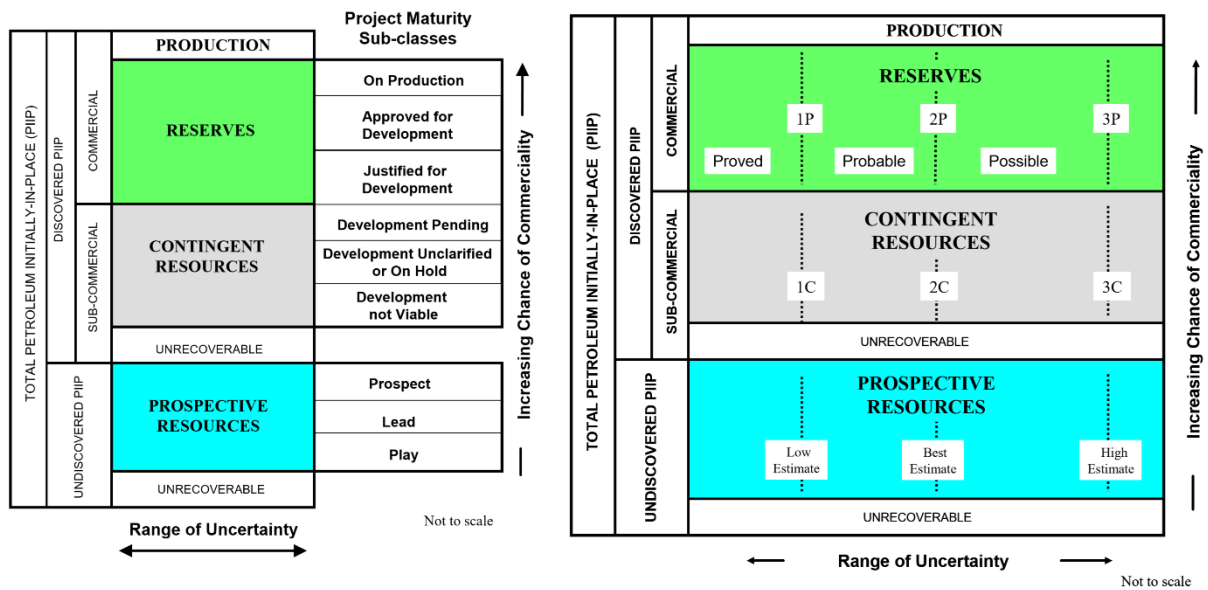 Project Maturity
Sub-classes
TOTAL PETROLEUM INITIALLY-IN-PLACE (PIIP)
DISCOVERED PIIP
UNDISCOVERED PIIP
COMMERCIAL
SUB-COMMERCIAL
PRODUCTION
RESERVES
CONTINGENT
RESOURCES
UNRECOVERABLE
PROSPECTIVE
RESOURCES
UNRECOVERABLE
On Production
Approved for
Development
Justified for
Development
Development Pending
Development Unclarified
or On Hold
Development
not Viable
Prospect
Lead
Play
Increasing Chance of Commerciality
Range of Uncertainty
Not to scale
TOTAL PETROLEUM INITIALLY-IN-PLACE (PIIP)
DISCOVERED PIIP
UNDISCOVERED PIIP
COMMERCIAL
SUB-COMMERCIAL
PRODUCTION
RESERVES
1P 2P 3P
Proved Probable Possible
CONTINGENT
RESOURCES
1C 2C 3C
UNRECOVERABLE
PROSPECTIVE
RESOURCES
Low
Estimate
Best
Estimate
High
Estimate
UNRECOVERABLE
Increasing Chance of Commerciality
Range of Uncertainty
Not to scale